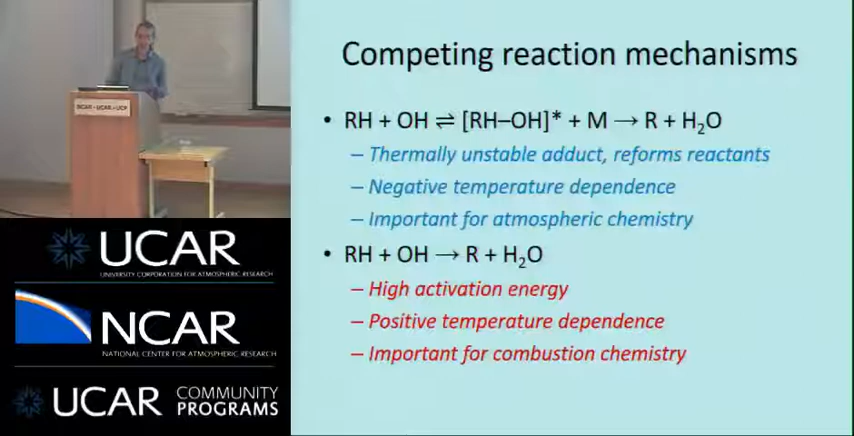 Competing reaction mechanisms
• RH + OH ⇌ [RH–OH]* + M → R + H₂O
– Thermally unstable adduct, reforms reactants
– Negative temperature dependence
– Important for atmospheric chemistry
• RH + OH → R + H₂O
– High activation energy
– Positive temperature dependence
– Important for combustion chemistry
NCAR - UCAR - UCP
UCAR
UNIVERSITY CORPORATION FOR ATMOSPHERIC RESEARCH
NCAR
NATIONAL CENTER FOR ATMOSPHERIC RESEARCH
UCAR COMMUNITY
PROGRAMS